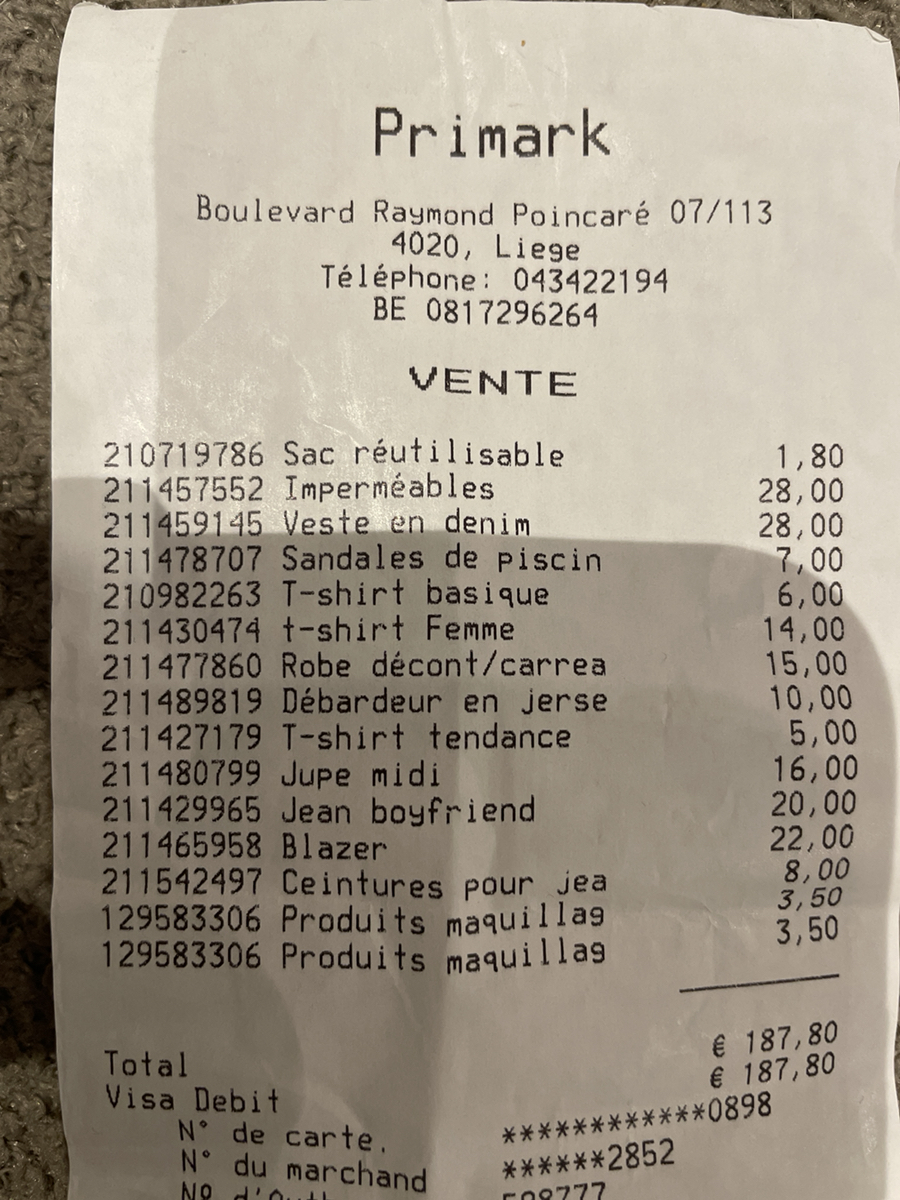 Primark
Boulevard Raymond Poincaré 07/113
4020, Liege
Téléphone: 043422194
BE 0817296264
VENTE
210719786 Sac réutilisable 1,80
211457552 Imperméables 28,00
211459145 Veste en denim 28,00
211478707 Sandales de piscin 7,00
210982263 T-shirt basique 6,00
211430474 t-shirt Femme 14,00
211477860 Robe décont/carrea 15,00
211489819 Débardeur en jerse 10,00
211427179 T-shirt tendance 5,00
211480799 Jupe midi 16,00
211429965 Jean boyfriend 20,00
211465958 Blazer 22,00
211542497 Ceintures pour jea 8,00
129583306 Produits maquillag 3,50
129583306 Produits maquillag 3,50
Total € 187,80
Visa Debit € 187,80
N° de carte. ************0898
N° du marchand ******2852
N°